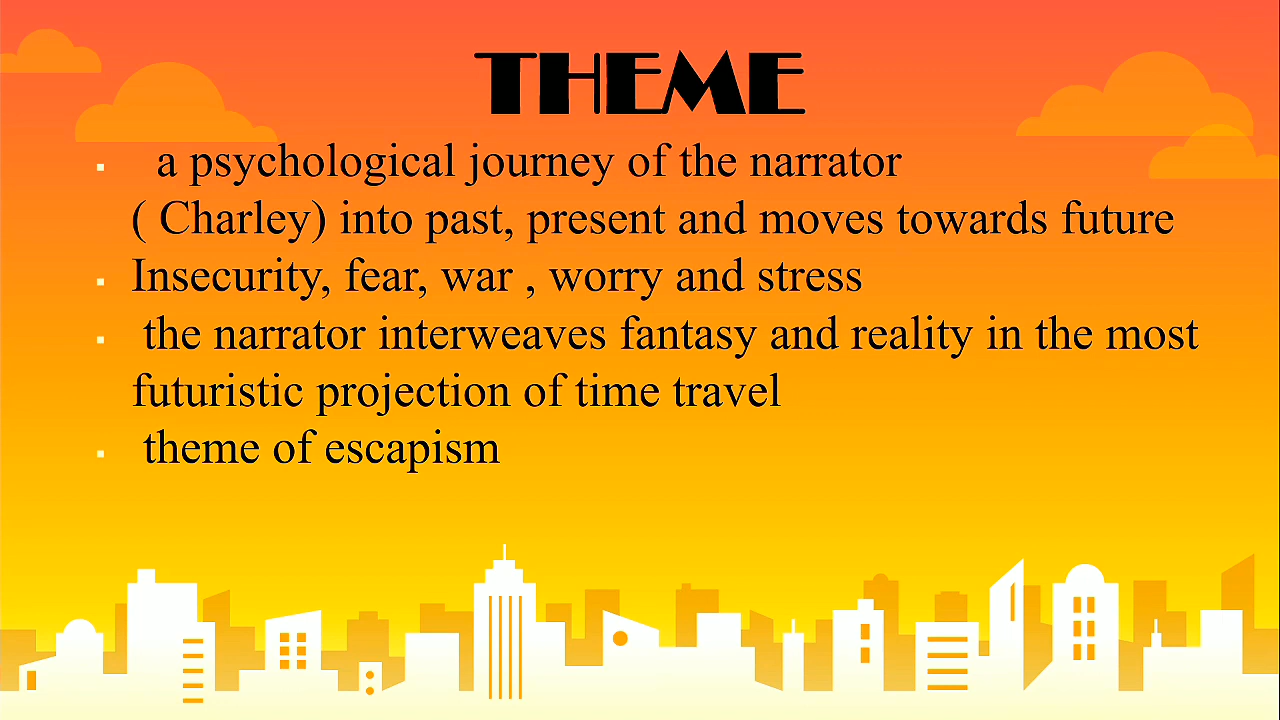 THEME
▪ a psychological journey of the narrator
( Charley) into past, present and moves towards future
▪ Insecurity, fear, war , worry and stress
▪ the narrator interweaves fantasy and reality in the most
futuristic projection of time travel
▪ theme of escapism